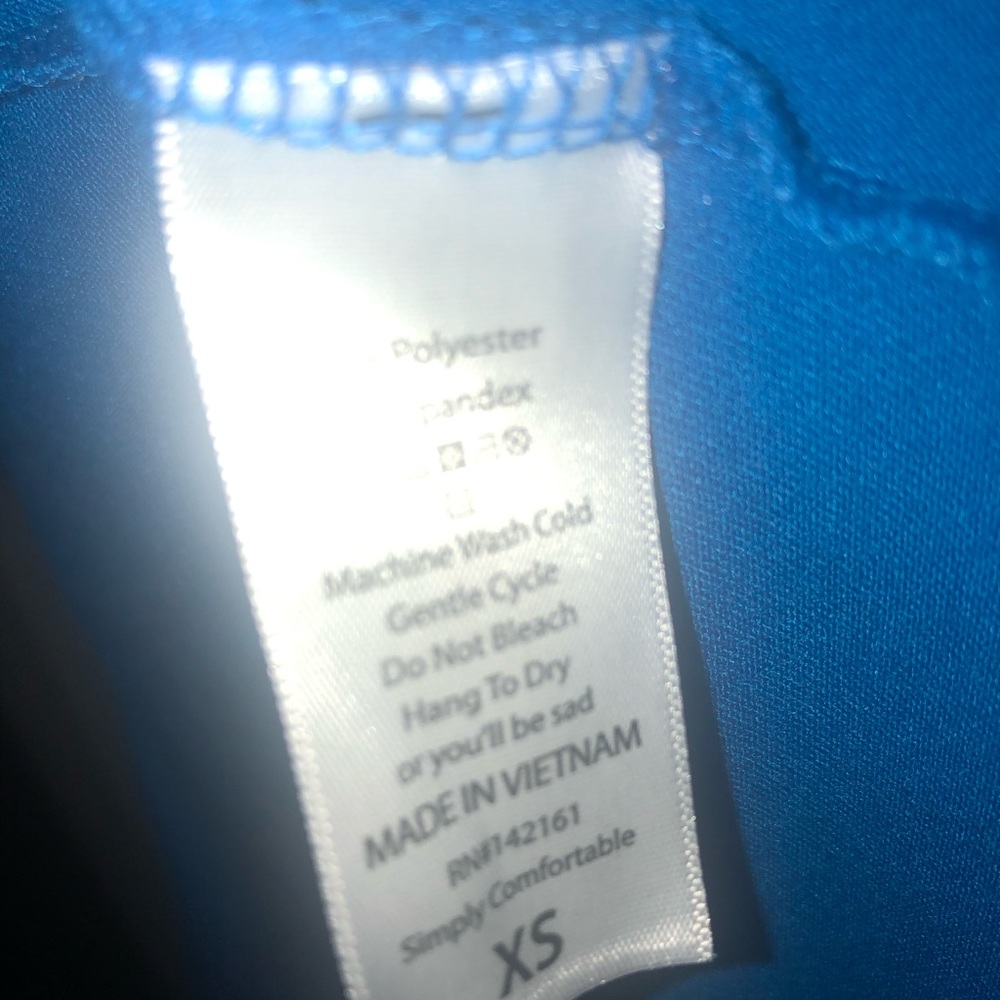 Polyester
pandex
Machine Wash Cold
Gentle Cycle
Do Not Bleach
Hang To Dry
or you'll be sad
MADE IN VIETNAM
RN#142161
Simply Comfortable
XS